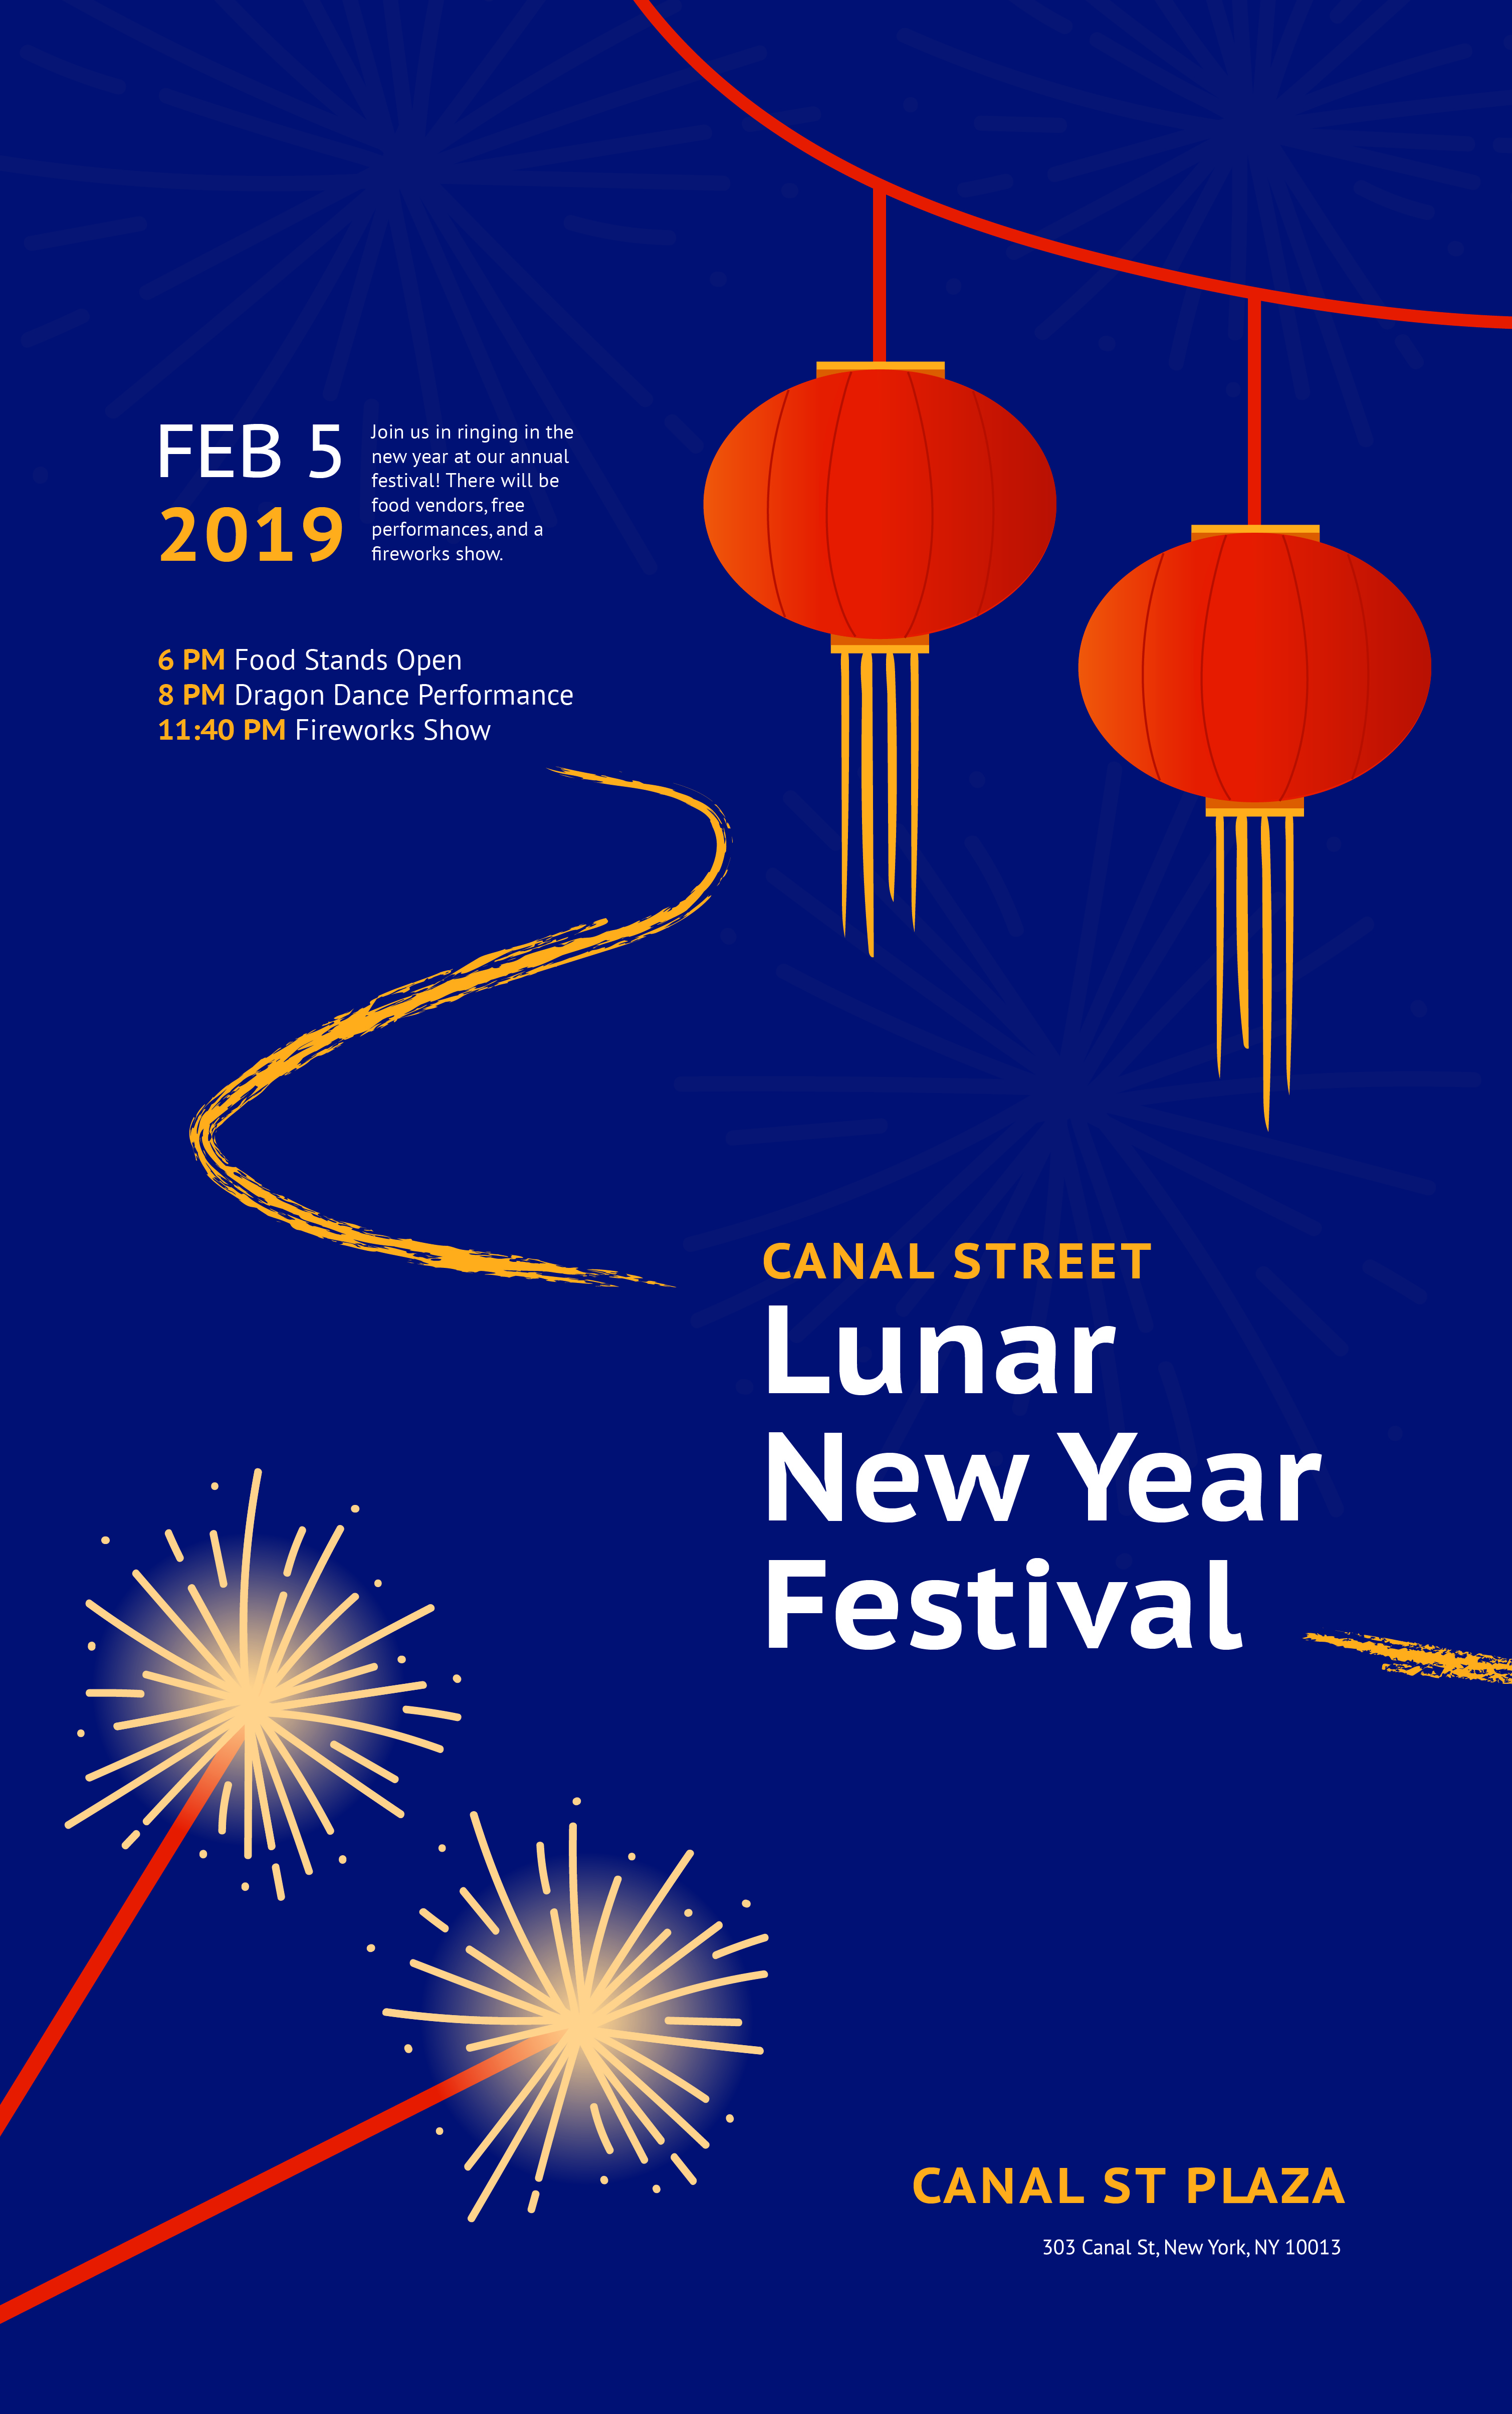 FEB 5
2019
Join us in ringing in the
new year at our annual
festival! There will be
food vendors, free
performances, and a
fireworks show.
6 PM Food Stands Open
8 PM Dragon Dance Performance
11:40 PM Fireworks Show
CANAL STREET
Lunar
New Year
Festival
CANAL ST PLAZA
303 Canal St, New York, NY 10013